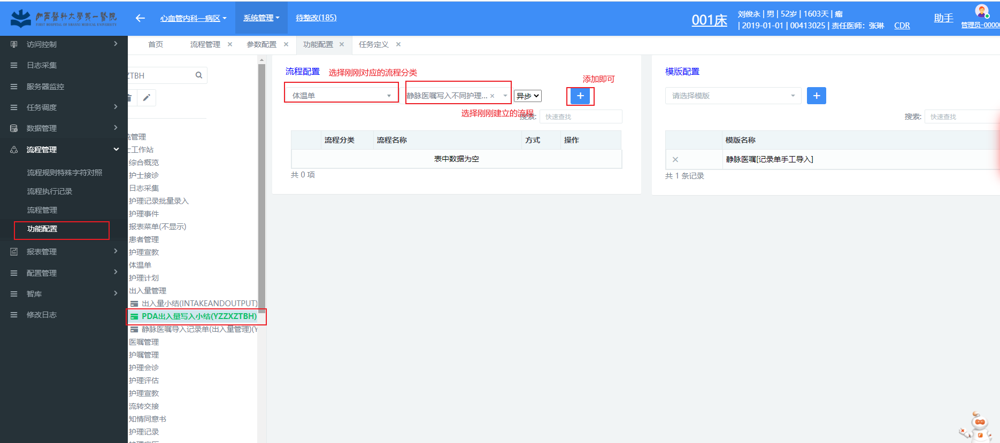 山西醫科大學第一醫院
FIRST HOSPITAL OF SHANXI MEDICAL UNIVERSITY
心血管内科一病区
系统管理
待整改(185)
001床
刘俊永 | 男 | 52岁 | 1603天 | 瘤
| 2019-01-01 | 00413025 | 责任医师：张琳 CDR
助手
管理员-0000
访问控制
日志采集
服务器监控
任务调度
数据管理
流程管理
流程规则特殊字符对照
流程执行记录
流程管理
功能配置
报表管理
配置管理
智库
修改日志
首页
流程管理 ×
参数配置 ×
功能配置 ×
任务定义 ×
ZTBH
统管理
士工作站
综合概览
护士接诊
日志采集
护理记录批量录入
护理事件
报表菜单(不显示)
患者管理
护理宣教
体温单
护理计划
出入量管理
出入量小结(INTAKEANDOUTPUT)
PDA出入量写入小结(YZZXZTBH)
静脉医嘱导入记录单(出入量管理)(Y
医嘱管理
护嘱管理
护理会诊
护理评估
护理宣教
流转交接
知情同意书
护理记录
流程配置
选择刚刚对应的流程分类
添加即可
体温单
静脉医嘱写入不同护理... ×
异步
+
选择刚刚建立的流程
搜索:
快速查找
流程分类 流程名称 方式 操作
表中数据为空
共 0 项
模版配置
请选择模版
+
搜索:
快速查找
模版名称
× 静脉医嘱[记录单手工导入]
共 1 条记录